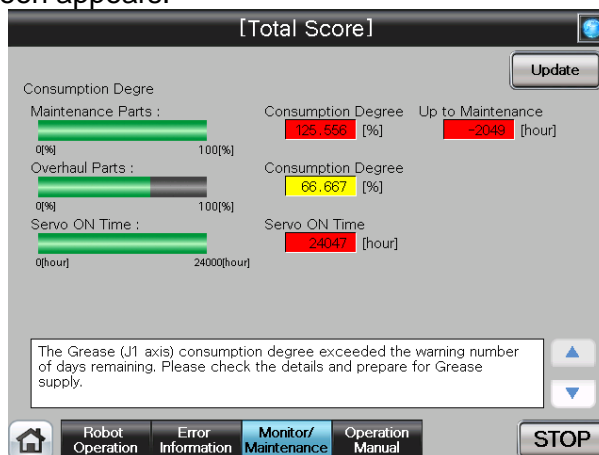 [Total Score]
Update
Consumption Degre
Maintenance Parts :
Consumption Degree
Up to Maintenance
125.556 [%]
-2049 [hour]
0[%] 100[%]
Overhaul Parts :
Consumption Degree
66.667 [%]
0[%] 100[%]
Servo ON Time :
Servo ON Time
24047 [hour]
0[hour] 24000[hour]
The Grease (J1 axis) consumption degree exceeded the warning number
of days remaining. Please check the details and prepare for Grease
supply.
Robot Operation
Error Information
Monitor/ Maintenance
Operation Manual
STOP